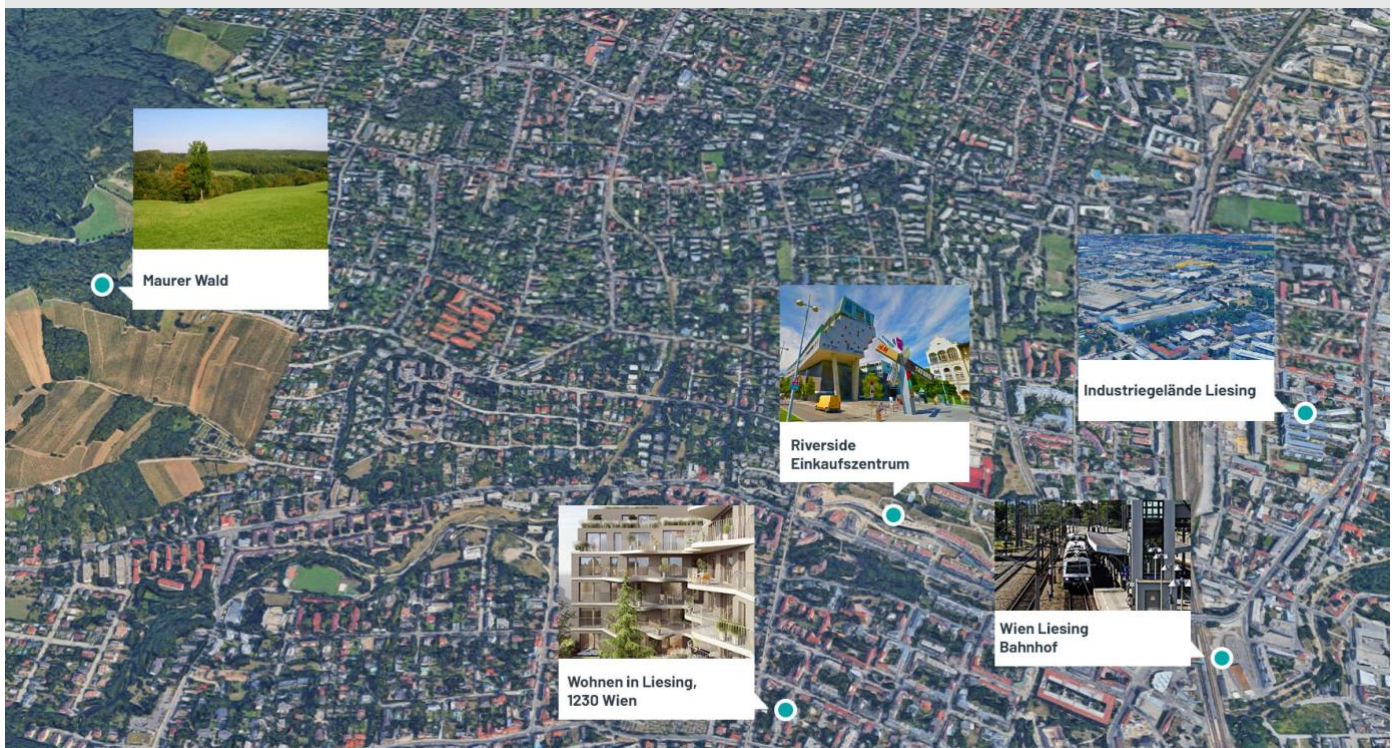 Maurer Wald
Industriegelände Liesing
Riverside
Einkaufszentrum
Wien Liesing
Bahnhof
Wohnen in Liesing,
1230 Wien